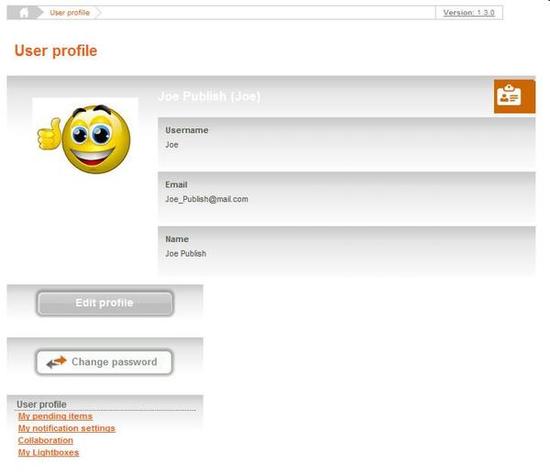 User profile
Version: 1.3.0
User profile
Joe Publish (Joe)
Username
Joe
Email
Joe_Publish@mail.com
Name
Joe Publish
Edit profile
Change password
User profile
My pending items
My notification settings
Collaboration
My Lightboxes